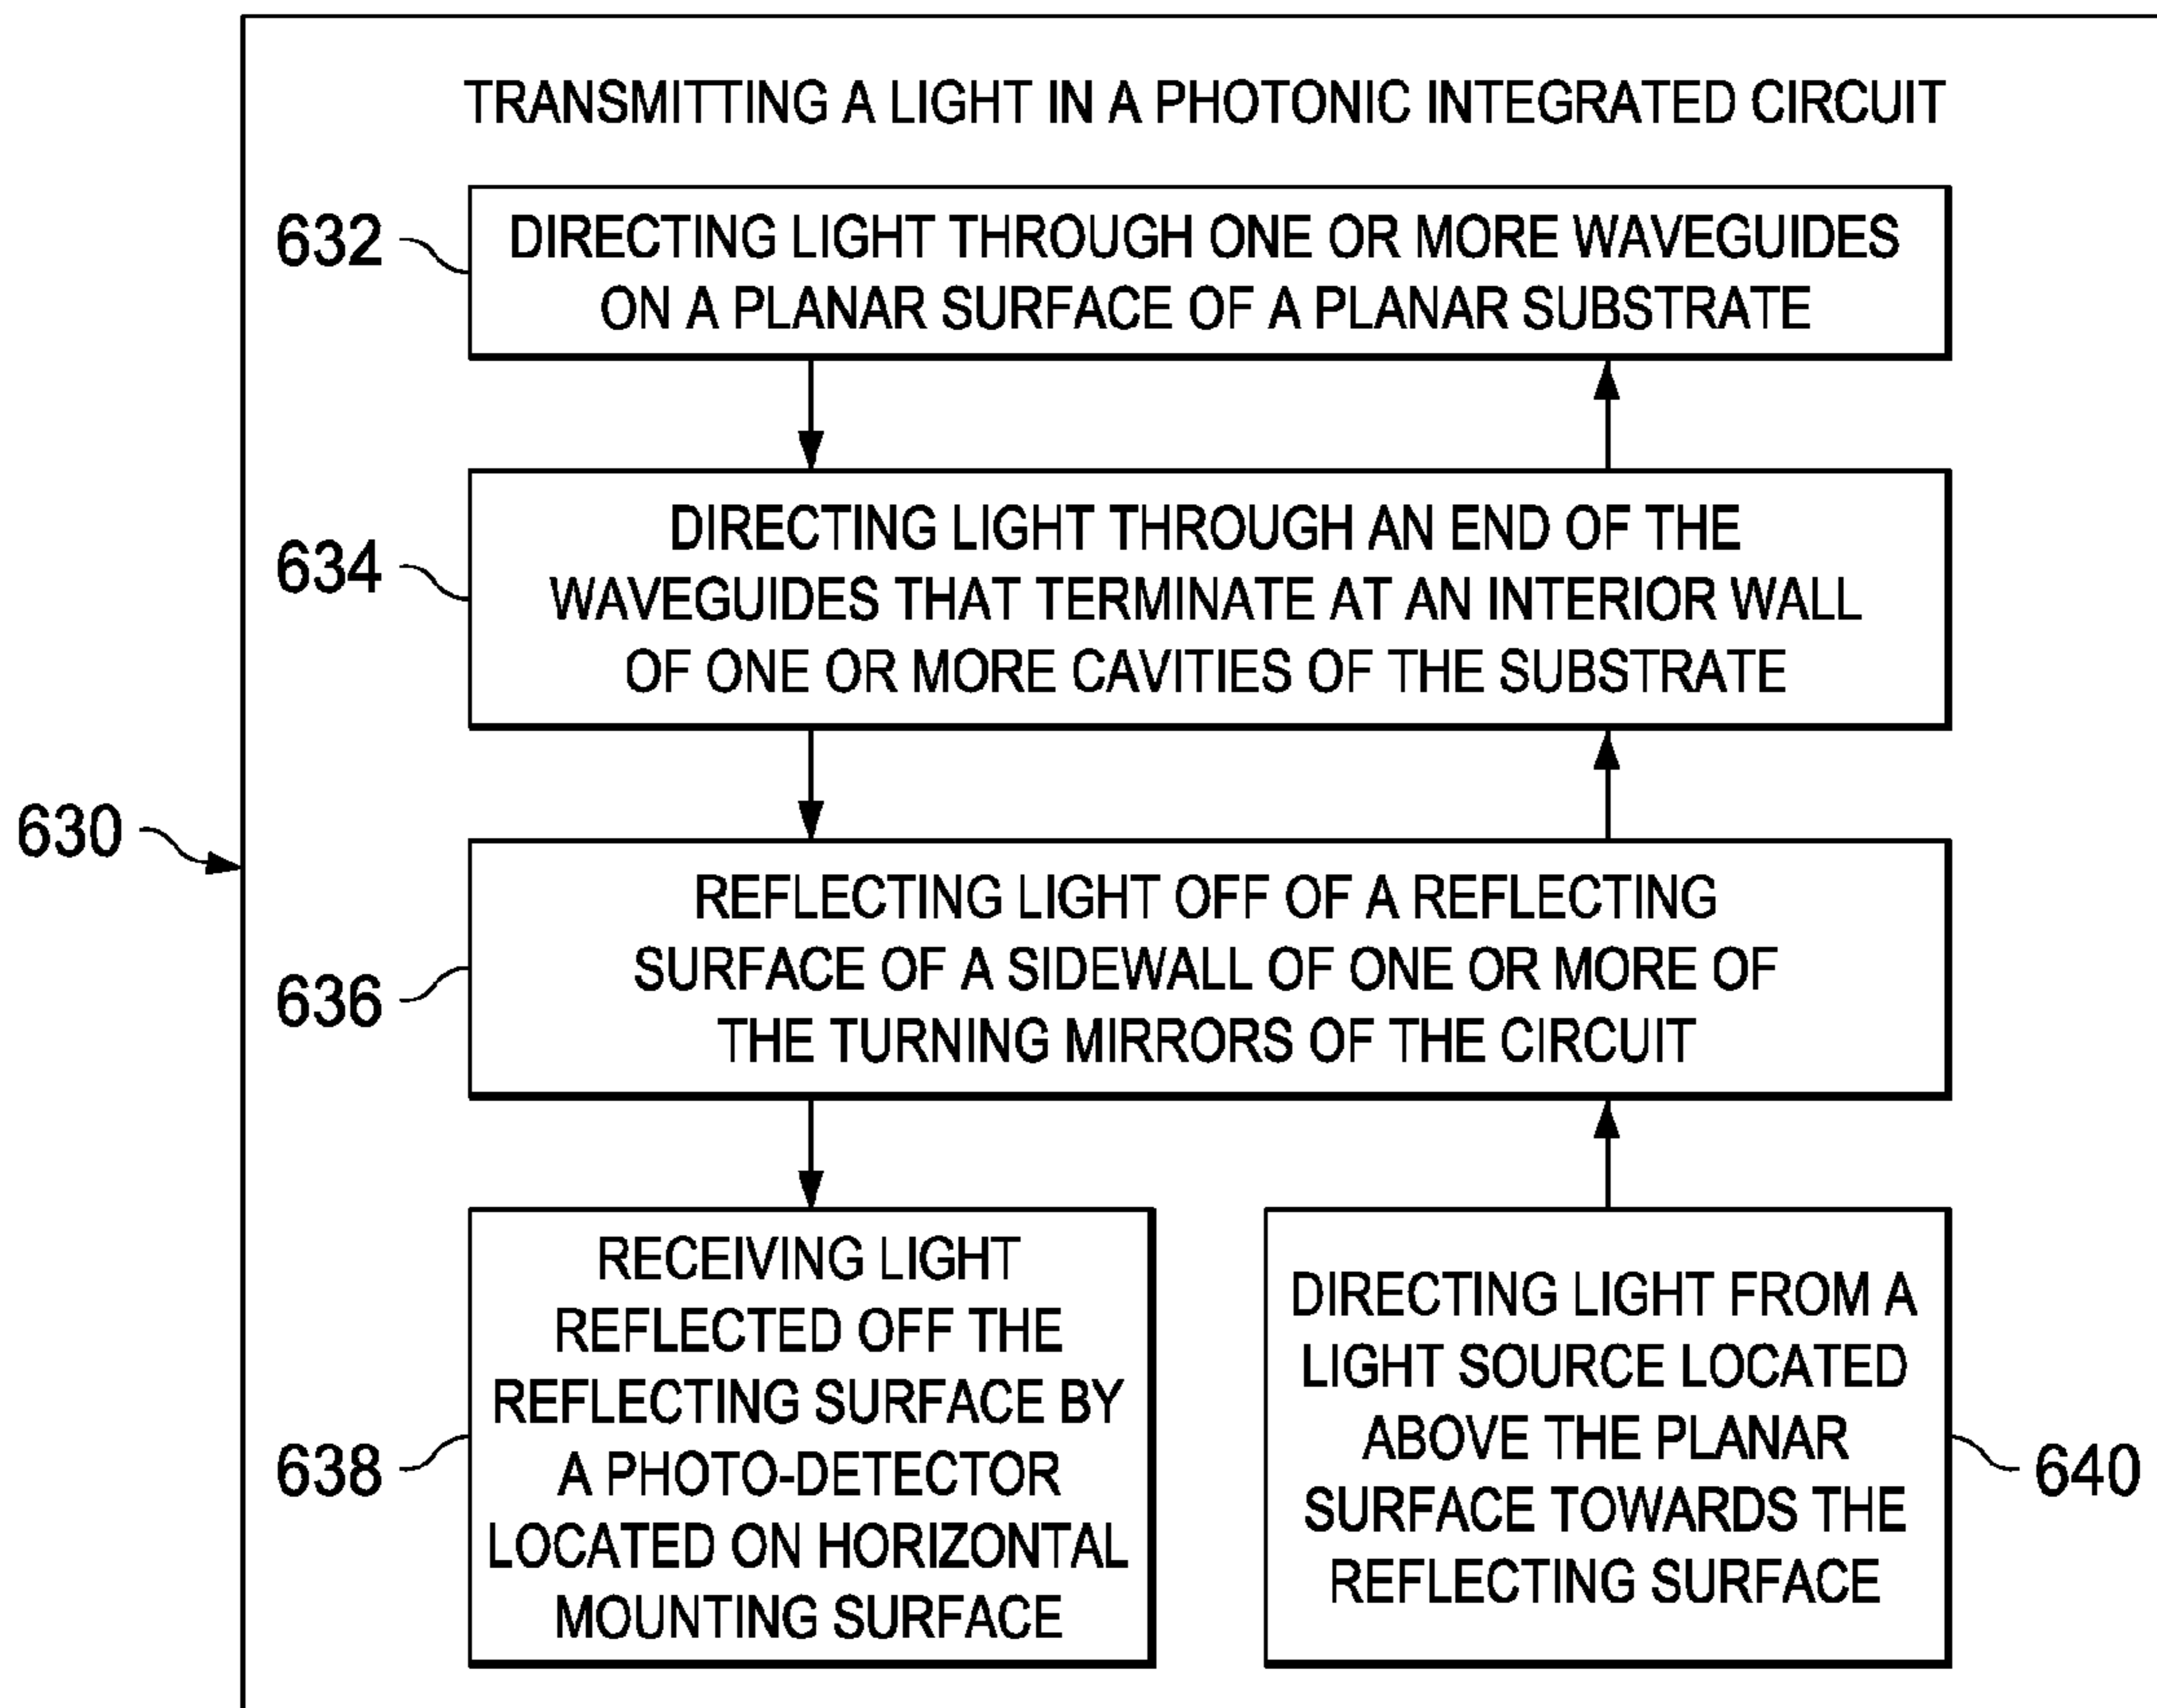 TRANSMITTING A LIGHT IN A PHOTONIC INTEGRATED CIRCUIT
632
DIRECTING LIGHT THROUGH ONE OR MORE WAVEGUIDES
ON A PLANAR SURFACE OF A PLANAR SUBSTRATE
634
DIRECTING LIGHT THROUGH AN END OF THE
WAVEGUIDES THAT TERMINATE AT AN INTERIOR WALL
OF ONE OR MORE CAVITIES OF THE SUBSTRATE
630
636
REFLECTING LIGHT OFF OF A REFLECTING
SURFACE OF A SIDEWALL OF ONE OR MORE OF
THE TURNING MIRRORS OF THE CIRCUIT
638
RECEIVING LIGHT
REFLECTED OFF THE
REFLECTING SURFACE BY
A PHOTO-DETECTOR
LOCATED ON HORIZONTAL
MOUNTING SURFACE
DIRECTING LIGHT FROM A
LIGHT SOURCE LOCATED
ABOVE THE PLANAR
SURFACE TOWARDS THE
REFLECTING SURFACE
640